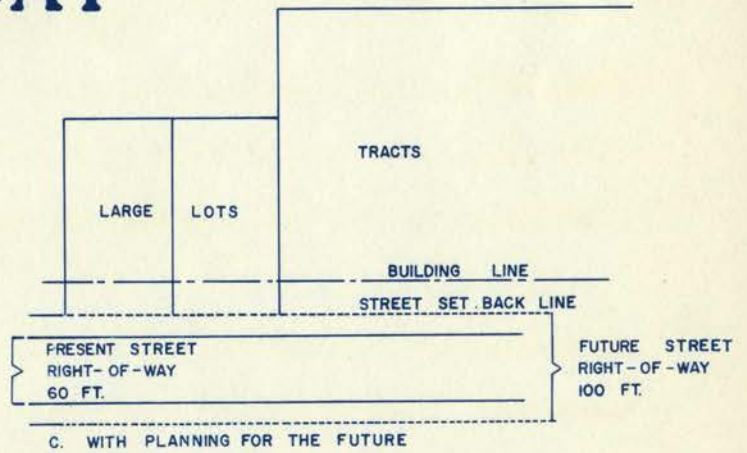 TRACTS
LARGE LOTS
BUILDING LINE
STREET SET BACK LINE
PRESENT STREET
RIGHT-OF-WAY
60 FT.
FUTURE STREET
RIGHT-OF-WAY
100 FT.
C. WITH PLANNING FOR THE FUTURE